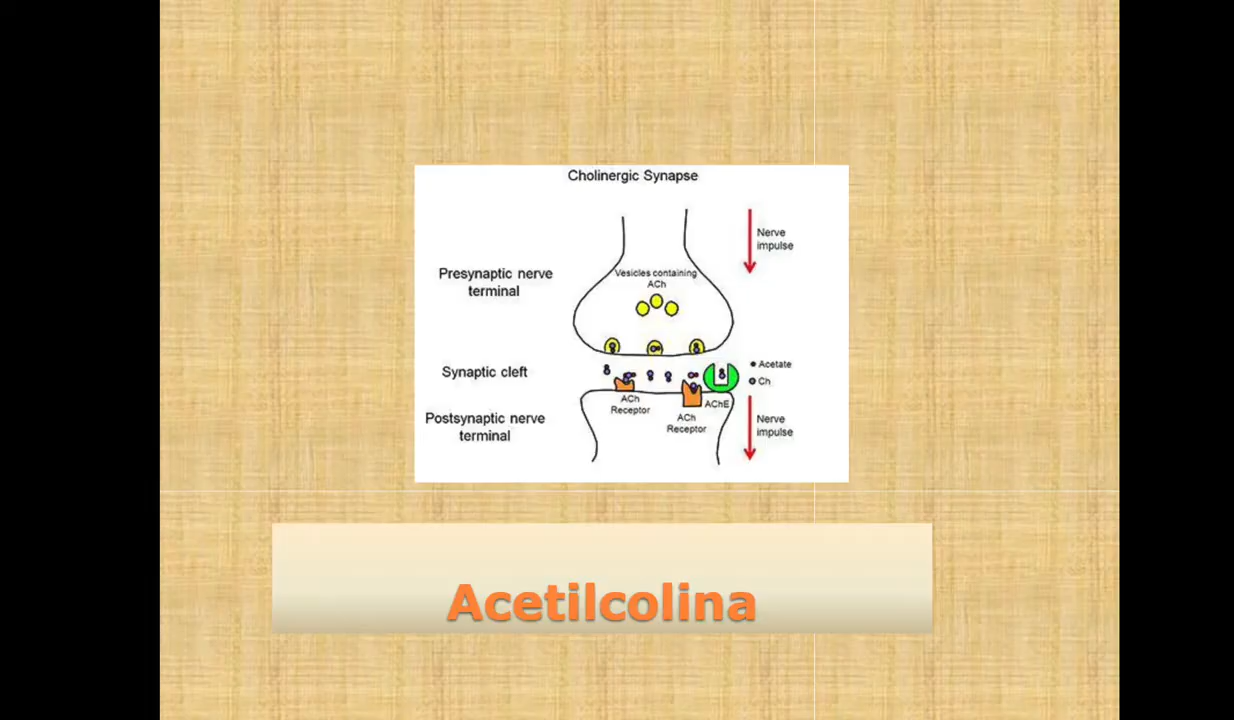 Cholinergic Synapse
Nerve
impulse
Presynaptic nerve
terminal
Vesicles containing
ACh
Synaptic cleft
Acetate
Ch
ACh
Receptor
ACh
Receptor
AChE
Postsynaptic nerve
terminal
Nerve
impulse
Acetilcolina